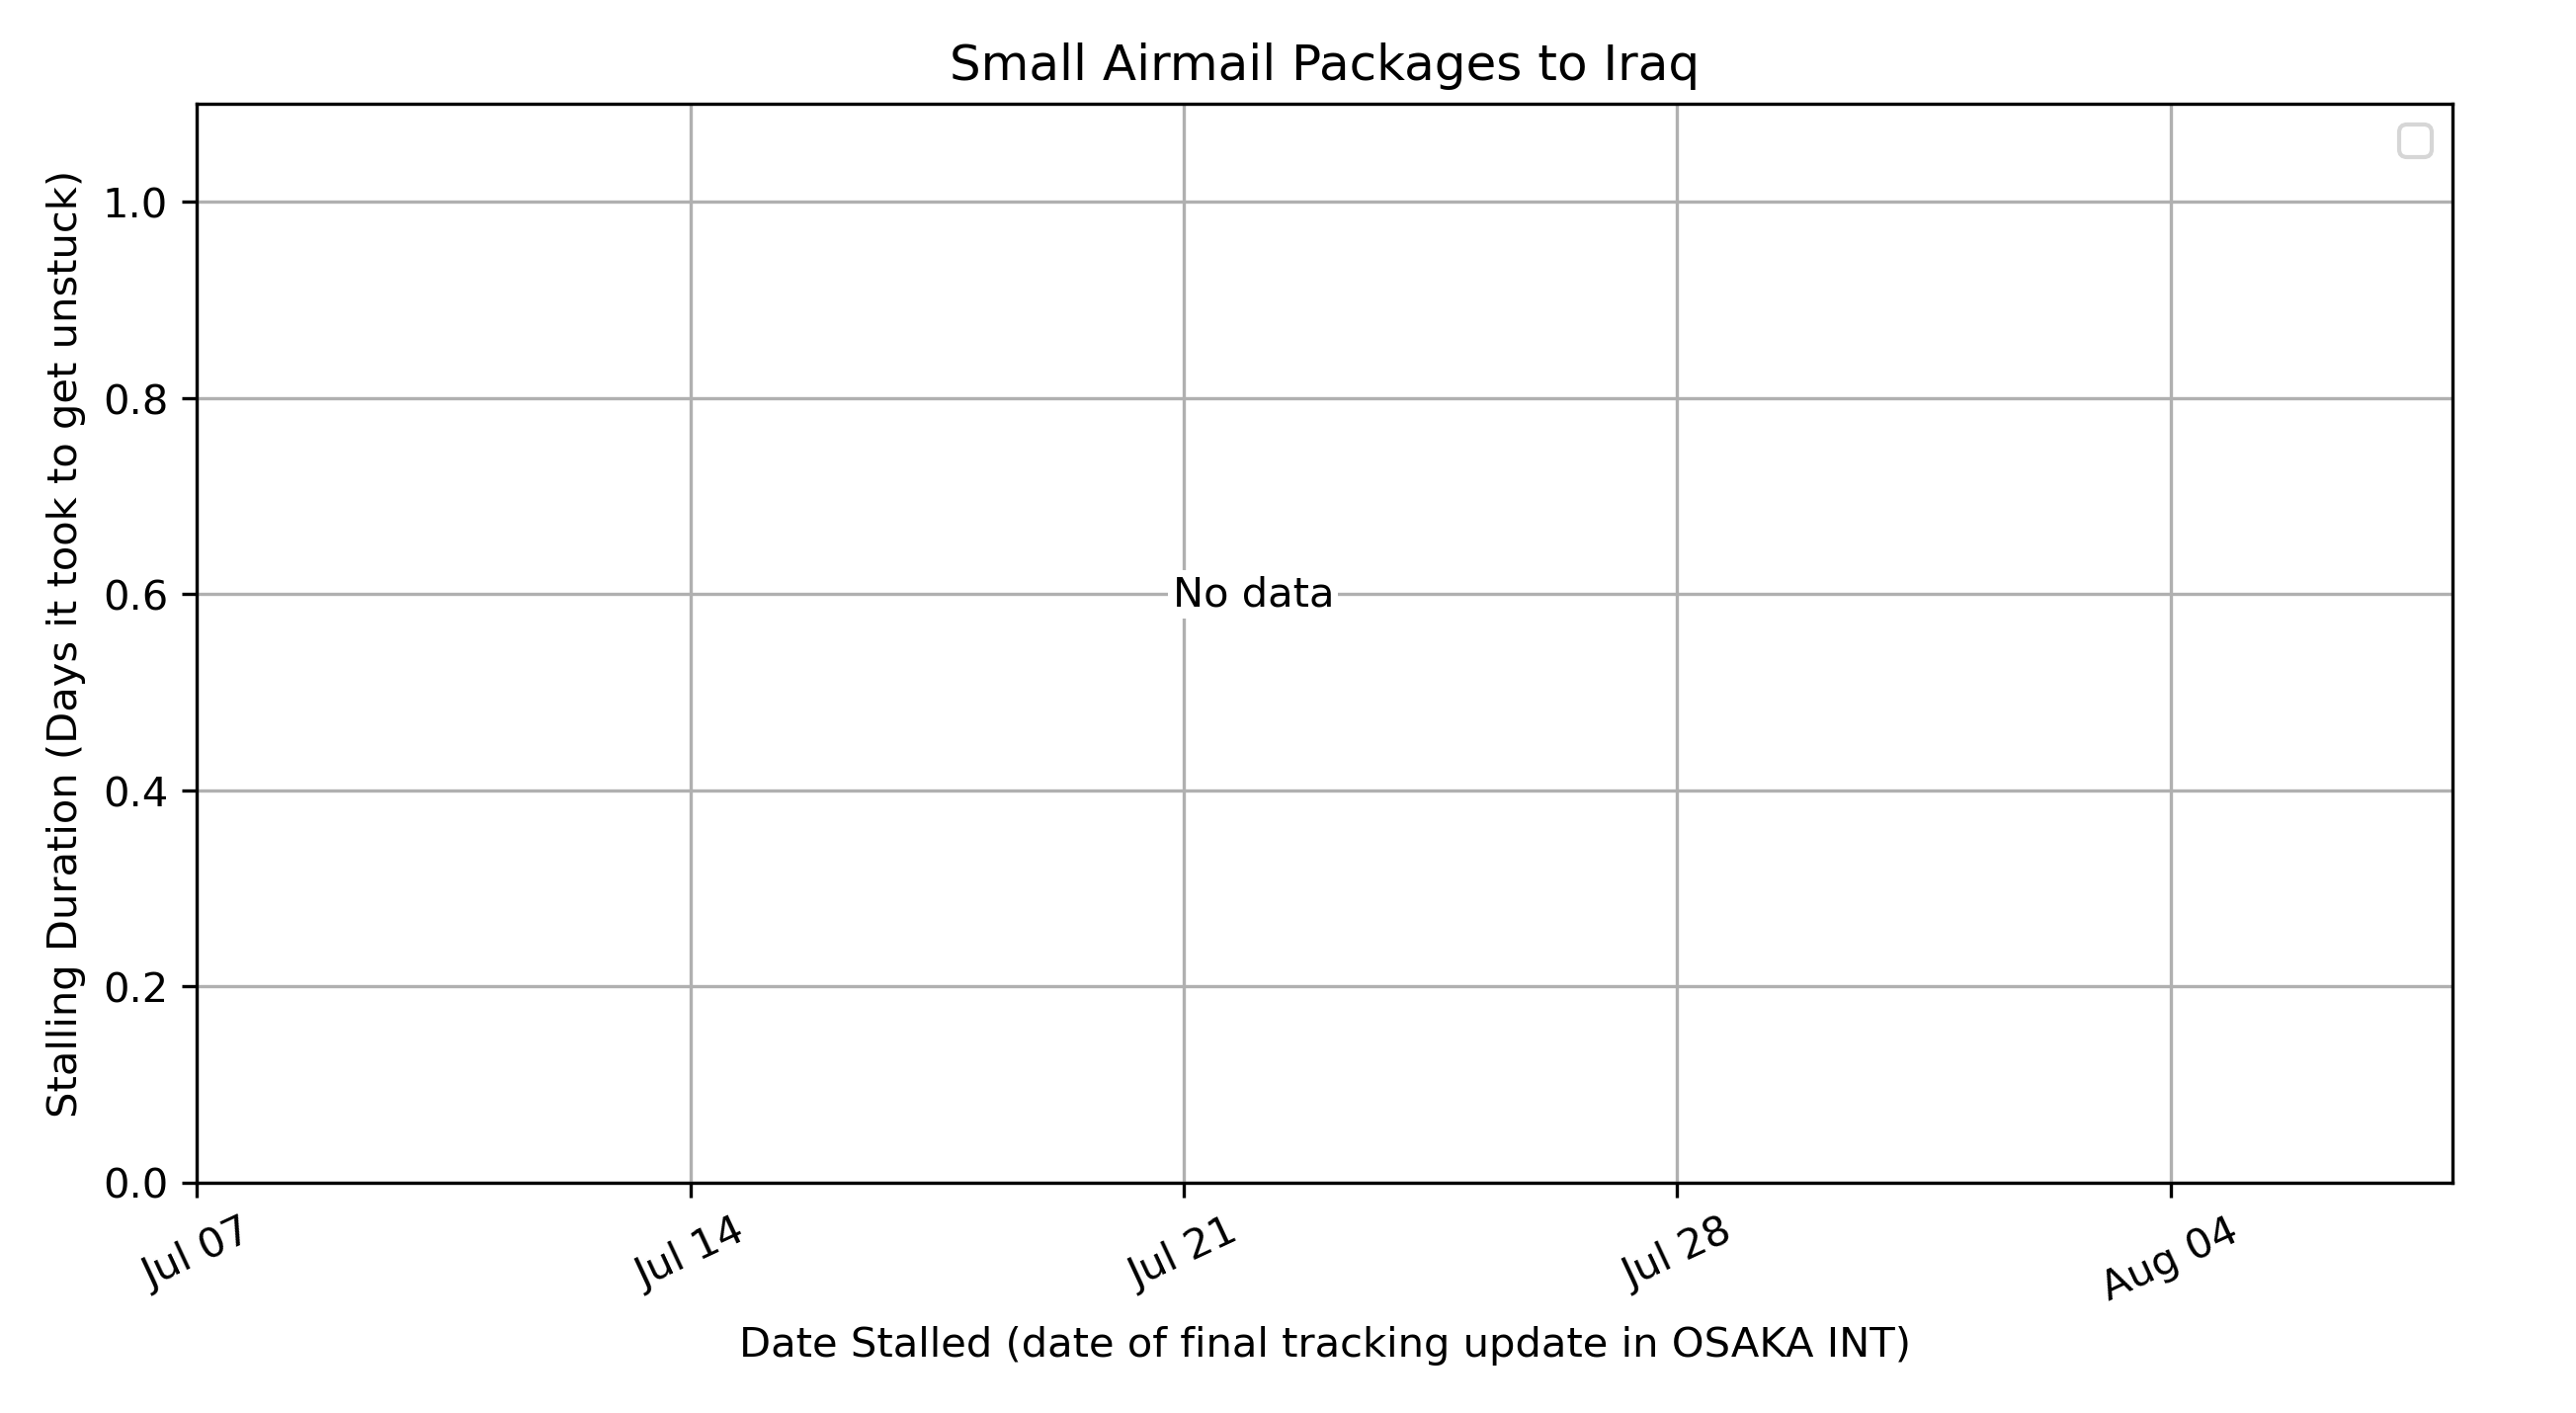 Small Airmail Packages to Iraq
Stalling Duration (Days it took to get unstuck)
1.0
0.8
0.6
0.4
0.2
0.0
No data
Jul 07
Jul 14
Jul 21
Jul 28
Aug 04
Date Stalled (date of final tracking update in OSAKA INT)